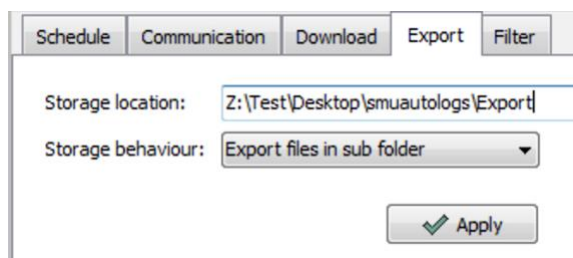 Schedule Communication Download Export Filter
Storage location: Z:\Test\Desktop\smuautologs\Export
Storage behaviour: Export files in sub folder
Apply